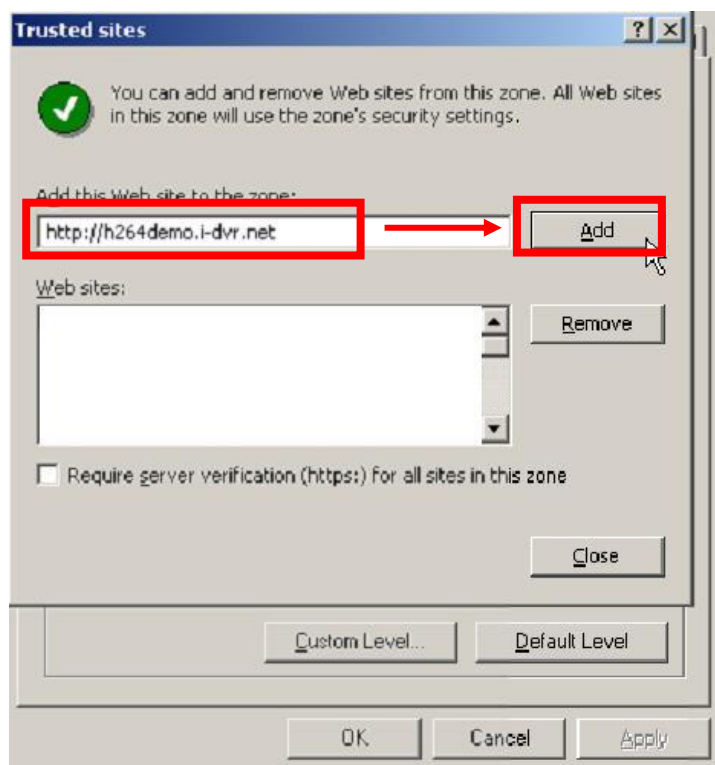 Trusted sites
You can add and remove Web sites from this zone. All Web sites
in this zone will use the zone's security settings.
Add this Web site to the zone:
http://h264demo.i-dvr.net
Add
Web sites:
Remove
Require server verification (https:) for all sites in this zone
Close
Custom Level... Default Level
OK Cancel Apply